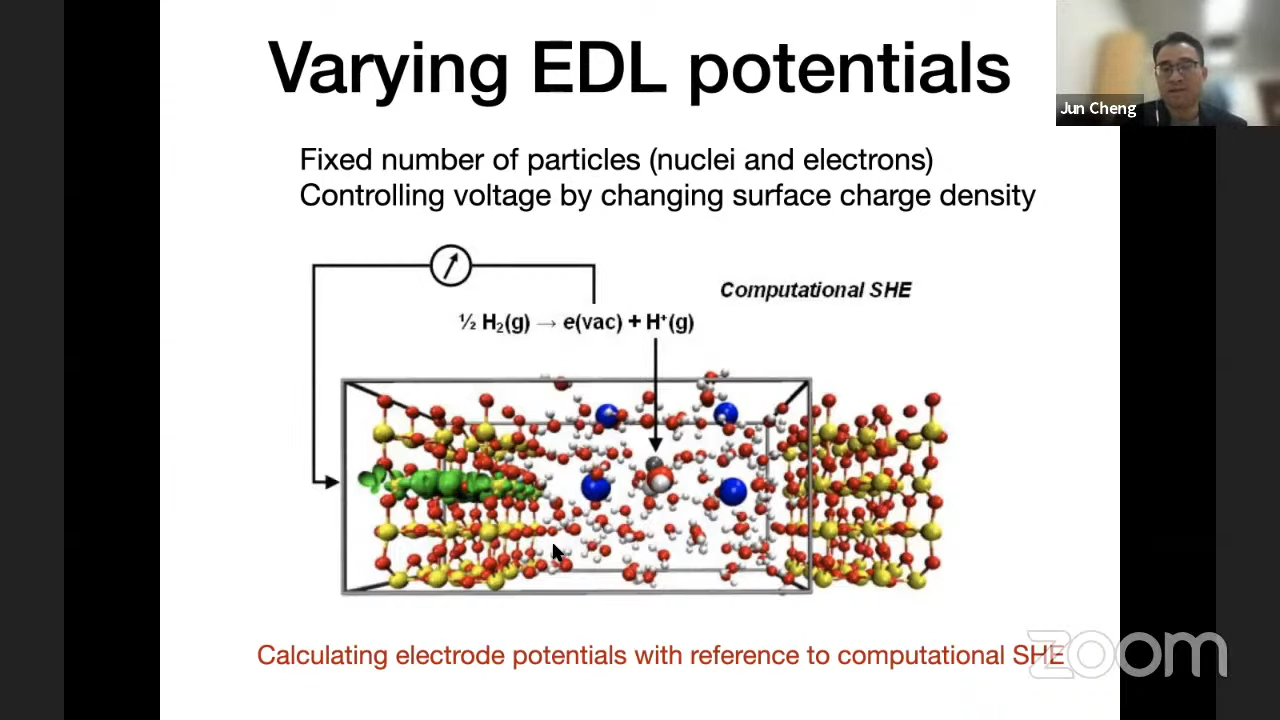 Varying EDL potentials
Jun Cheng
Fixed number of particles (nuclei and electrons)
Controlling voltage by changing surface charge density
Computational SHE
½ H₂(g) → e(vac) + H⁺(g)
Calculating electrode potentials with reference to computational SHE
zoom